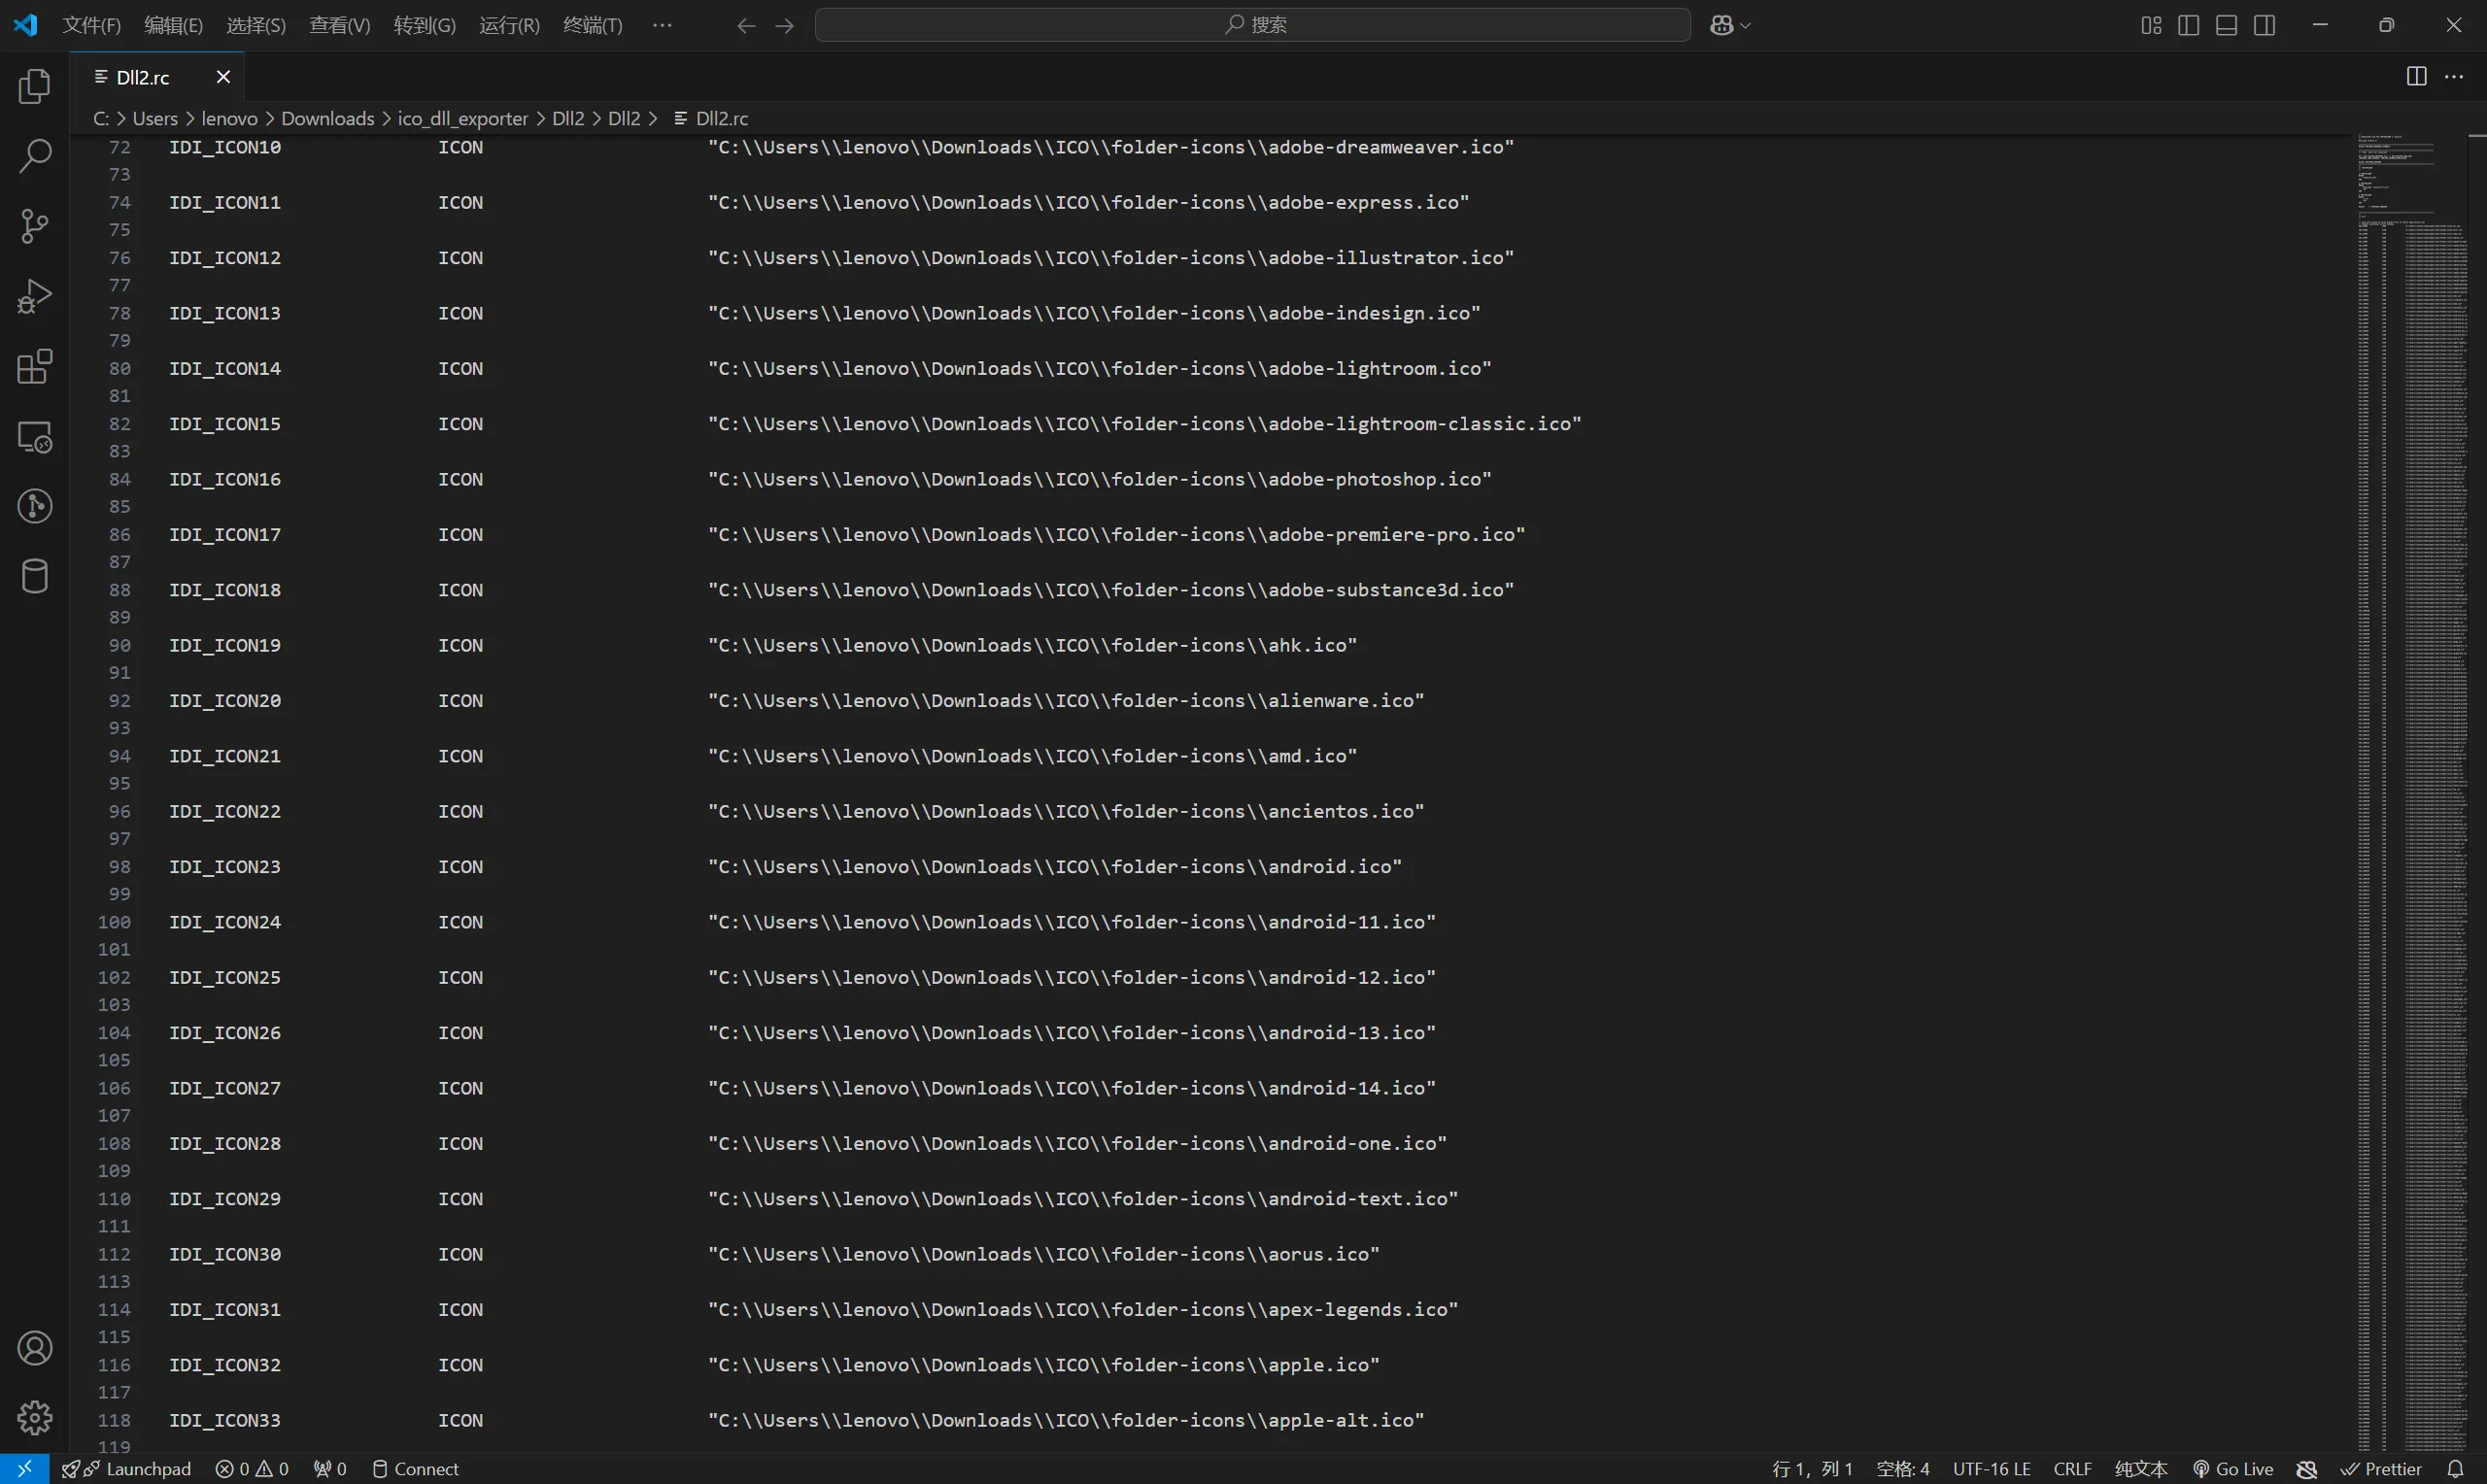 文件(F) 编辑(E) 选择(S) 查看(V) 转到(G) 运行(R) 终端(T) ··· 搜索
Dll2.rc
C: > Users > lenovo > Downloads > ico_dll_exporter > Dll2 > Dll2 > Dll2.rc
72 IDI_ICON10 ICON "C:\\Users\\lenovo\\Downloads\\ICO\\folder-icons\\adobe-dreamweaver.ico"
73
74 IDI_ICON11 ICON "C:\\Users\\lenovo\\Downloads\\ICO\\folder-icons\\adobe-express.ico"
75
76 IDI_ICON12 ICON "C:\\Users\\lenovo\\Downloads\\ICO\\folder-icons\\adobe-illustrator.ico"
77
78 IDI_ICON13 ICON "C:\\Users\\lenovo\\Downloads\\ICO\\folder-icons\\adobe-indesign.ico"
79
80 IDI_ICON14 ICON "C:\\Users\\lenovo\\Downloads\\ICO\\folder-icons\\adobe-lightroom.ico"
81
82 IDI_ICON15 ICON "C:\\Users\\lenovo\\Downloads\\ICO\\folder-icons\\adobe-lightroom-classic.ico"
83
84 IDI_ICON16 ICON "C:\\Users\\lenovo\\Downloads\\ICO\\folder-icons\\adobe-photoshop.ico"
85
86 IDI_ICON17 ICON "C:\\Users\\lenovo\\Downloads\\ICO\\folder-icons\\adobe-premiere-pro.ico"
87
88 IDI_ICON18 ICON "C:\\Users\\lenovo\\Downloads\\ICO\\folder-icons\\adobe-substance3d.ico"
89
90 IDI_ICON19 ICON "C:\\Users\\lenovo\\Downloads\\ICO\\folder-icons\\ahk.ico"
91
92 IDI_ICON20 ICON "C:\\Users\\lenovo\\Downloads\\ICO\\folder-icons\\alienware.ico"
93
94 IDI_ICON21 ICON "C:\\Users\\lenovo\\Downloads\\ICO\\folder-icons\\amd.ico"
95
96 IDI_ICON22 ICON "C:\\Users\\lenovo\\Downloads\\ICO\\folder-icons\\ancientos.ico"
97
98 IDI_ICON23 ICON "C:\\Users\\lenovo\\Downloads\\ICO\\folder-icons\\android.ico"
99
100 IDI_ICON24 ICON "C:\\Users\\lenovo\\Downloads\\ICO\\folder-icons\\android-11.ico"
101
102 IDI_ICON25 ICON "C:\\Users\\lenovo\\Downloads\\ICO\\folder-icons\\android-12.ico"
103
104 IDI_ICON26 ICON "C:\\Users\\lenovo\\Downloads\\ICO\\folder-icons\\android-13.ico"
105
106 IDI_ICON27 ICON "C:\\Users\\lenovo\\Downloads\\ICO\\folder-icons\\android-14.ico"
107
108 IDI_ICON28 ICON "C:\\Users\\lenovo\\Downloads\\ICO\\folder-icons\\android-one.ico"
109
110 IDI_ICON29 ICON "C:\\Users\\lenovo\\Downloads\\ICO\\folder-icons\\android-text.ico"
111
112 IDI_ICON30 ICON "C:\\Users\\lenovo\\Downloads\\ICO\\folder-icons\\aorus.ico"
113
114 IDI_ICON31 ICON "C:\\Users\\lenovo\\Downloads\\ICO\\folder-icons\\apex-legends.ico"
115
116 IDI_ICON32 ICON "C:\\Users\\lenovo\\Downloads\\ICO\\folder-icons\\apple.ico"
117
118 IDI_ICON33 ICON "C:\\Users\\lenovo\\Downloads\\ICO\\folder-icons\\apple-alt.ico"
119
Launchpad 0 0 0 Connect 行 1，列 1 空格: 4 UTF-16 LE CRLF 纯文本 Go Live Prettier